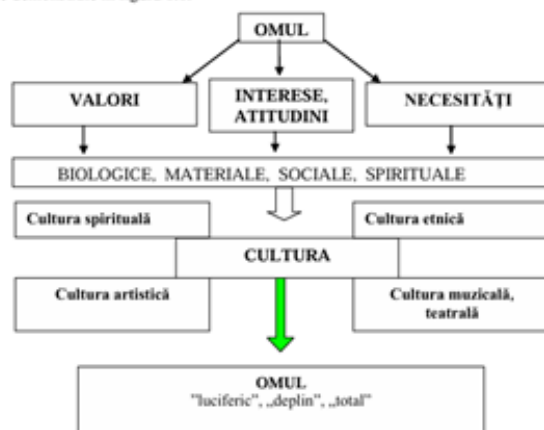 OMUL
VALORI
INTERESE,
ATITUDINI
NECESITĂȚI
BIOLOGICE, MATERIALE, SOCIALE, SPIRITUALE
Cultura spirituală
Cultura etnică
CULTURA
Cultura artistică
Cultura muzicală,
teatrală
OMUL
"luciferic”, „deplin”, „total”